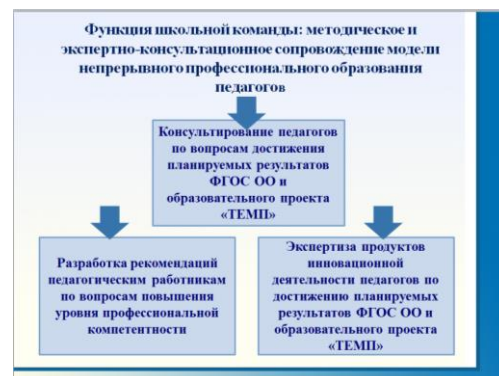 Функция школьной команды: методическое и
экспертно-консультационное сопровождение модели
непрерывного профессионального образования
педагогов
Консультирование педагогов
по вопросам достижения
планируемых результатов
ФГОС ОО и
образовательного проекта
«ТЕМП»
Разработка рекомендаций
педагогическим работникам
по вопросам повышения
уровня профессиональной
компетентности
Экспертиза продуктов
инновационной
деятельности педагогов по
достижению планируемых
результатов ФГОС ОО и
образовательного проекта
«ТЕМП»